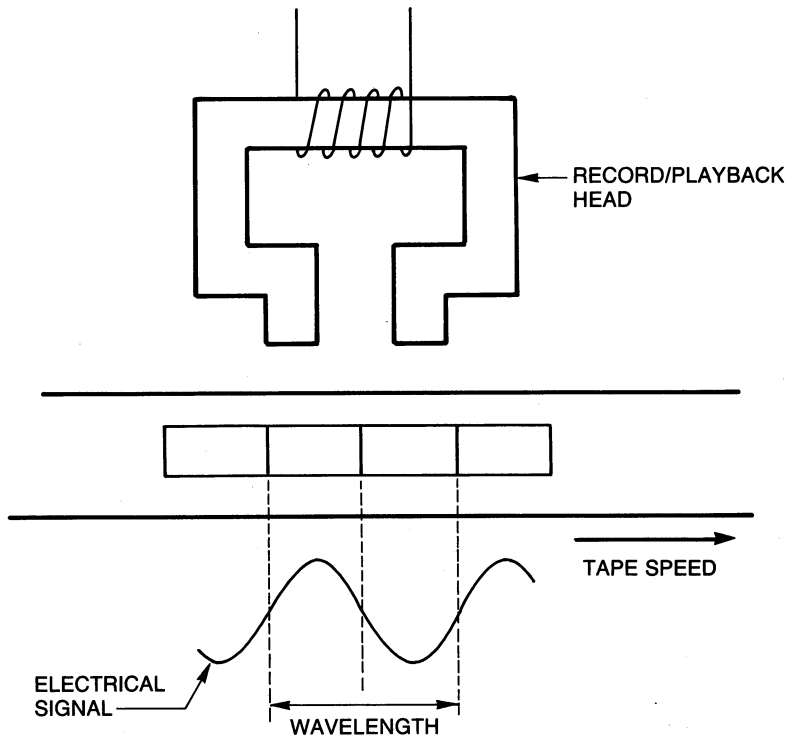 RECORD/PLAYBACK
HEAD
TAPE SPEED
ELECTRICAL
SIGNAL
WAVELENGTH